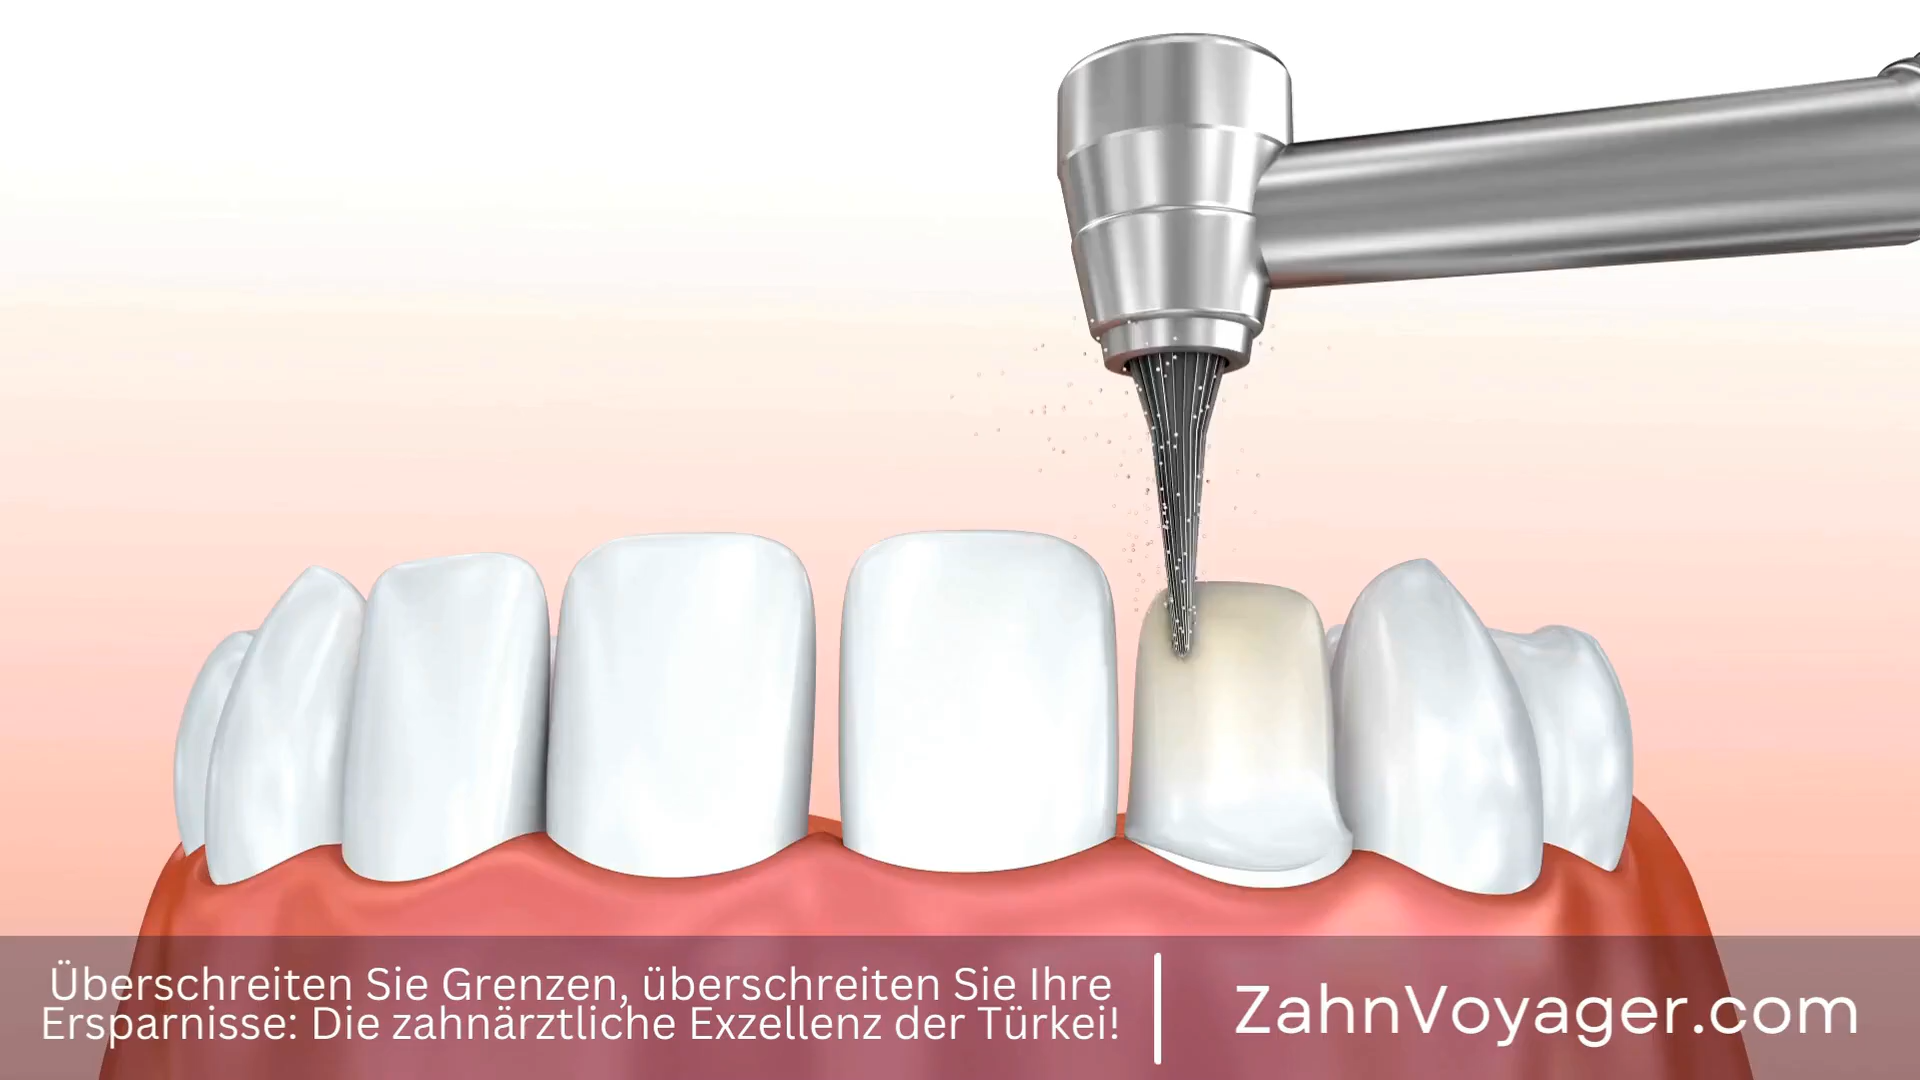 Überschreiten Sie Grenzen, überschreiten Sie Ihre
Ersparnisse: Die zahnärztliche Exzellenz der Türkei!
ZahnVoyager.com